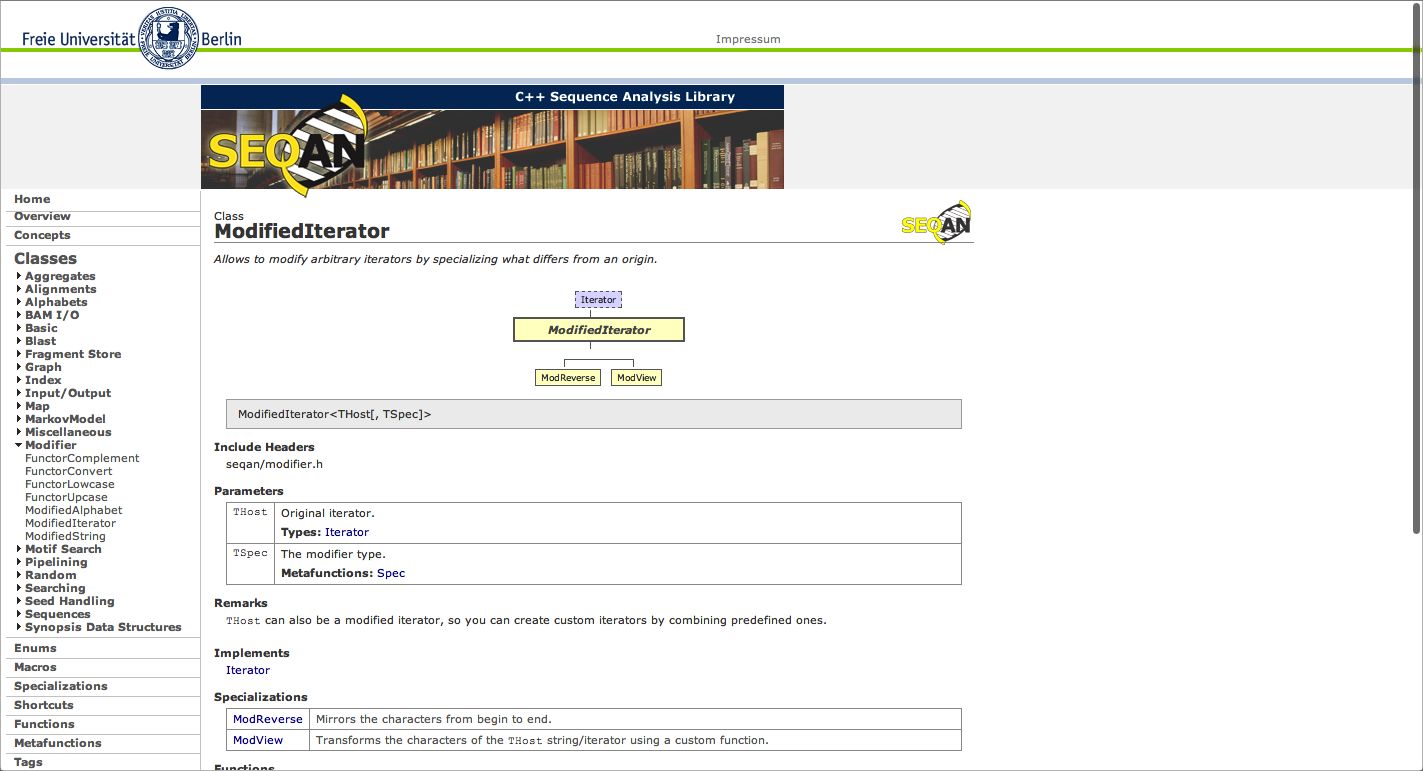 Freie Universität Berlin
Impressum
C++ Sequence Analysis Library
SEQAN
Home
Overview
Concepts
Classes
Aggregates
Alignments
Alphabets
BAM I/O
Basic
Blast
Fragment Store
Graph
Index
Input/Output
Map
MarkovModel
Miscellaneous
Modifier
FunctorComplement
FunctorConvert
FunctorLowcase
FunctorUpcase
ModifiedAlphabet
ModifiedIterator
ModifiedString
Motif Search
Pipelining
Random
Searching
Seed Handling
Sequences
Synopsis Data Structures
Enums
Macros
Specializations
Shortcuts
Functions
Metafunctions
Tags
Class
ModifiedIterator
SEQAN
Allows to modify arbitrary iterators by specializing what differs from an origin.
Iterator
ModifiedIterator
ModReverse ModView
ModifiedIterator<THost[, TSpec]>
Include Headers
seqan/modifier.h
Parameters
THost Original iterator.
Types: Iterator
TSpec The modifier type.
Metafunctions: Spec
Remarks
THost can also be a modified iterator, so you can create custom iterators by combining predefined ones.
Implements
Iterator
Specializations
ModReverse Mirrors the characters from begin to end.
ModView Transforms the characters of the THost string/iterator using a custom function.
Functions